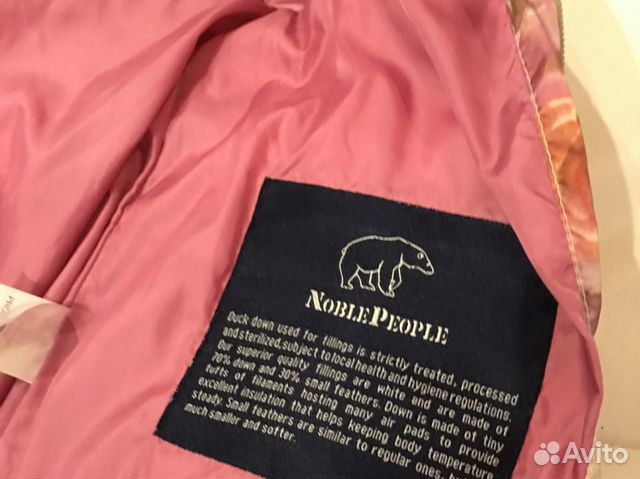 NOBLEPEOPLE
Duck down used for fillings is strictly treated, processed
and sterilized, subject to local health and hygiene regulations.
Our superior quality fillings are white and are made of
70% down and 30% small feathers. Down is made of tiny
tufts of filaments hosting many air pads to provide
excellent insulation that helps keeping body temperature
steady. Small feathers are similar to regular ones,
much smaller and softer.
Avito